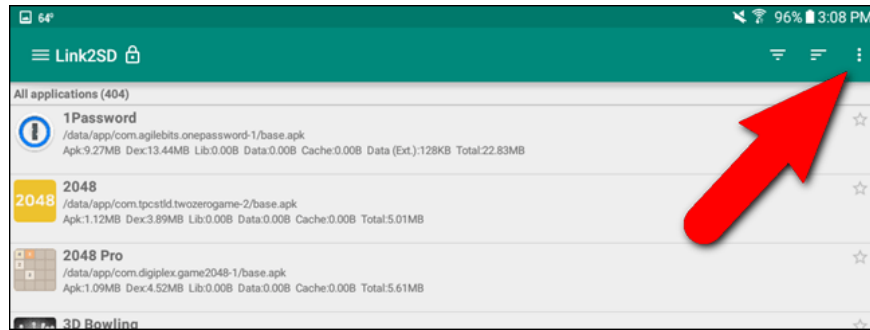 64°
96% 3:08 PM
Link2SD
All applications (404)
1Password
/data/app/com.agilebits.onepassword-1/base.apk
Apk:9.27MB Dex:13.44MB Lib:0.00B Data:0.00B Cache:0.00B Data (Ext.):128KB Total:22.83MB
2048
2048
/data/app/com.tpcstld.twozerogame-2/base.apk
Apk:1.12MB Dex:3.89MB Lib:0.00B Data:0.00B Cache:0.00B Total:5.01MB
2048 Pro
/data/app/com.digiplex.game2048-1/base.apk
Apk:1.09MB Dex:4.52MB Lib:0.00B Data:0.00B Cache:0.00B Total:5.61MB
3D Bowling